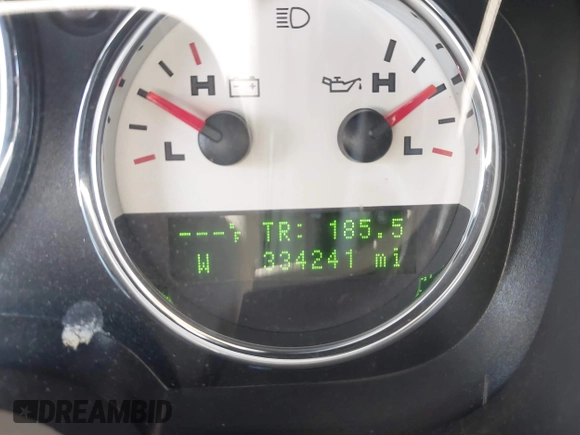 H H
L L
---°F TR: 185.5
W 334241 mi
DREAMBID